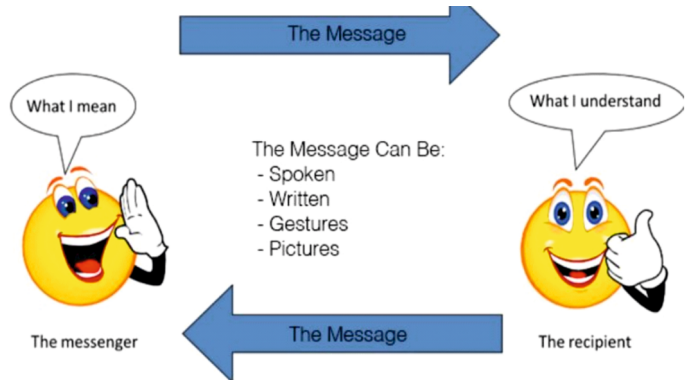 The Message
What I mean
What I understand
The Message Can Be:
- Spoken
- Written
- Gestures
- Pictures
The Message
The messenger
The recipient